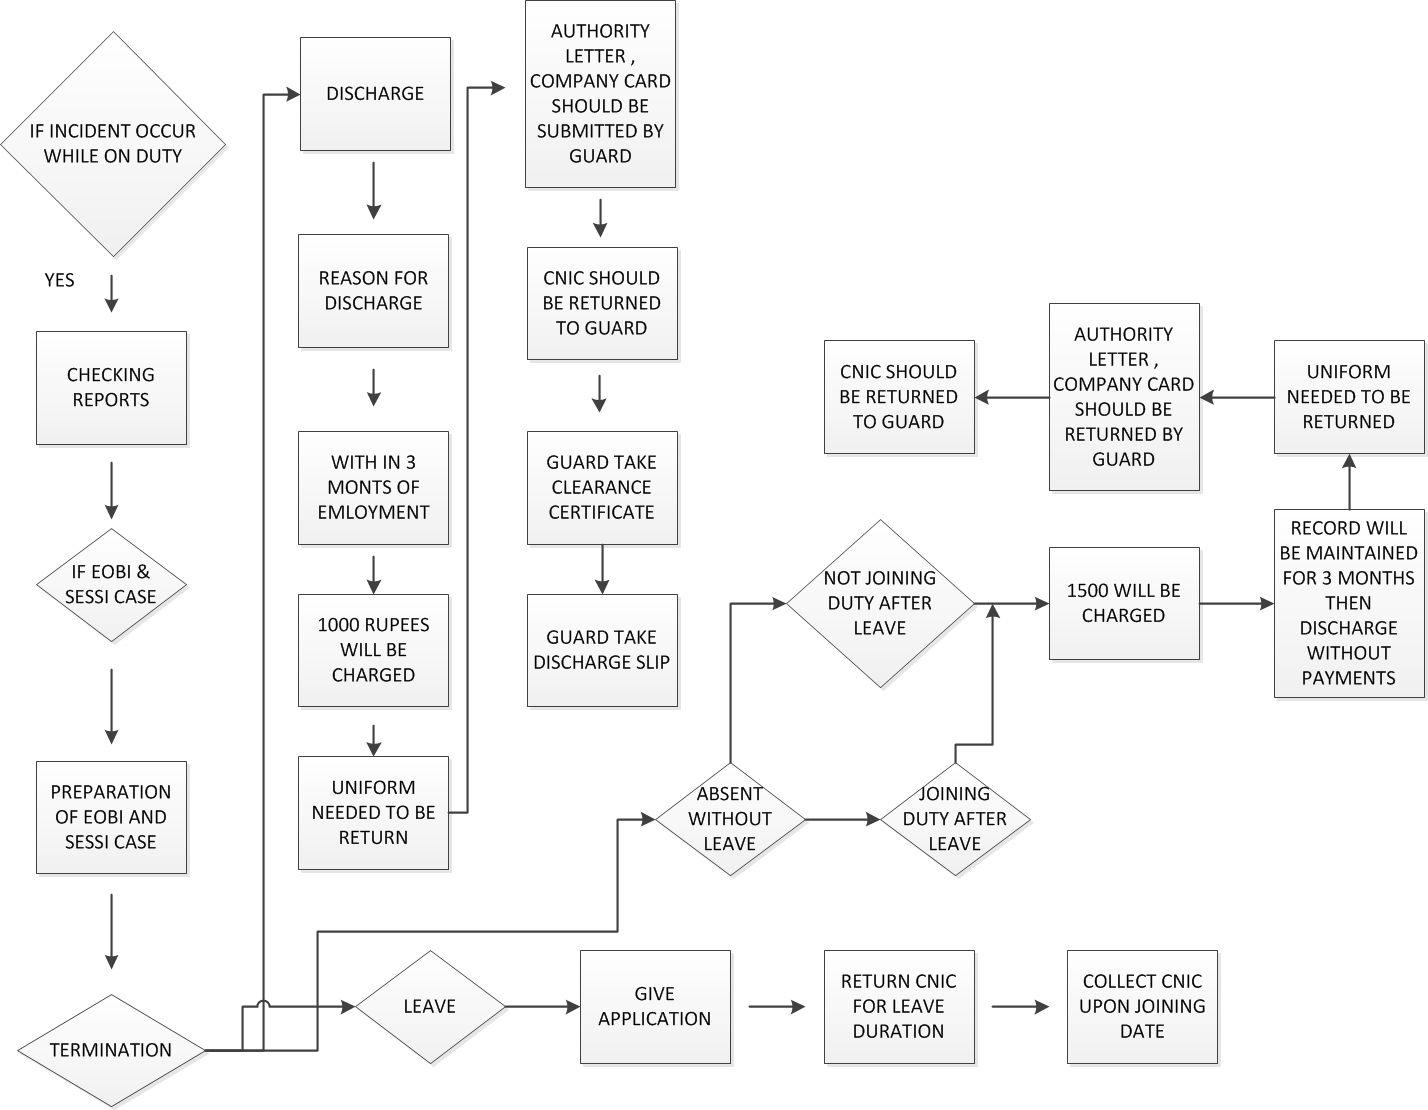 IF INCIDENT OCCUR
WHILE ON DUTY
YES
CHECKING
REPORTS
IF EOBI &
SESSI CASE
PREPARATION
OF EOBI AND
SESSI CASE
TERMINATION
DISCHARGE
REASON FOR
DISCHARGE
WITH IN 3
MONTS OF
EMLOYMENT
1000 RUPEES
WILL BE
CHARGED
UNIFORM
NEEDED TO BE
RETURN
AUTHORITY
LETTER ,
COMPANY CARD
SHOULD BE
SUBMITTED BY
GUARD
CNIC SHOULD
BE RETURNED
TO GUARD
GUARD TAKE
CLEARANCE
CERTIFICATE
GUARD TAKE
DISCHARGE SLIP
ABSENT
WITHOUT
LEAVE
NOT JOINING
DUTY AFTER
LEAVE
JOINING
DUTY AFTER
LEAVE
1500 WILL BE
CHARGED
RECORD WILL
BE MAINTAINED
FOR 3 MONTHS
THEN
DISCHARGE
WITHOUT
PAYMENTS
UNIFORM
NEEDED TO BE
RETURNED
AUTHORITY
LETTER ,
COMPANY CARD
SHOULD BE
RETURNED BY
GUARD
CNIC SHOULD
BE RETURNED
TO GUARD
LEAVE
GIVE
APPLICATION
RETURN CNIC
FOR LEAVE
DURATION
COLLECT CNIC
UPON JOINING
DATE